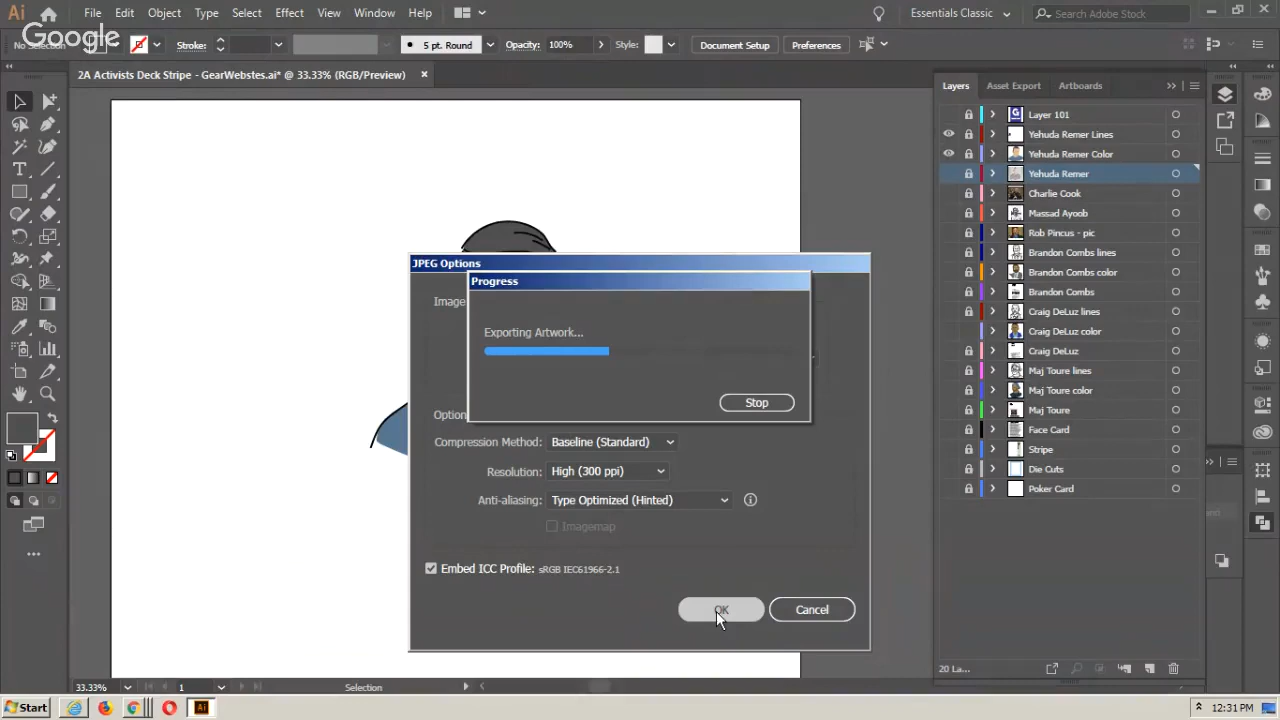 Ai File Edit Object Type Select Effect View Window Help Essentials Classic Search Adobe Stock
Google
No Selection Stroke: 5 pt. Round Opacity: 100% Style: Document Setup Preferences
2A Activists Deck Stripe - GearWebstes.ai* @ 33.33% (RGB/Preview)
Layers Asset Export Artboards
Layer 101
Yehuda Remer Lines
Yehuda Remer Color
Yehuda Remer
Charlie Cook
Massad Ayoob
Rob Pincus - pic
Brandon Combs lines
Brandon Combs color
Brandon Combs
Craig DeLuz lines
Craig DeLuz color
Craig DeLuz
Maj Toure lines
Maj Toure color
Maj Toure
Face Card
Stripe
Die Cuts
Poker Card
20 La...
JPEG Options
Progress
Image
Exporting Artwork...
Stop
Option
Compression Method: Baseline (Standard)
Resolution: High (300 ppi)
Anti-aliasing: Type Optimized (Hinted)
Imagemap
Embed ICC Profile: sRGB IEC61966-2.1
OK Cancel
33.33% 1 Selection
Start Ai 12:31 PM